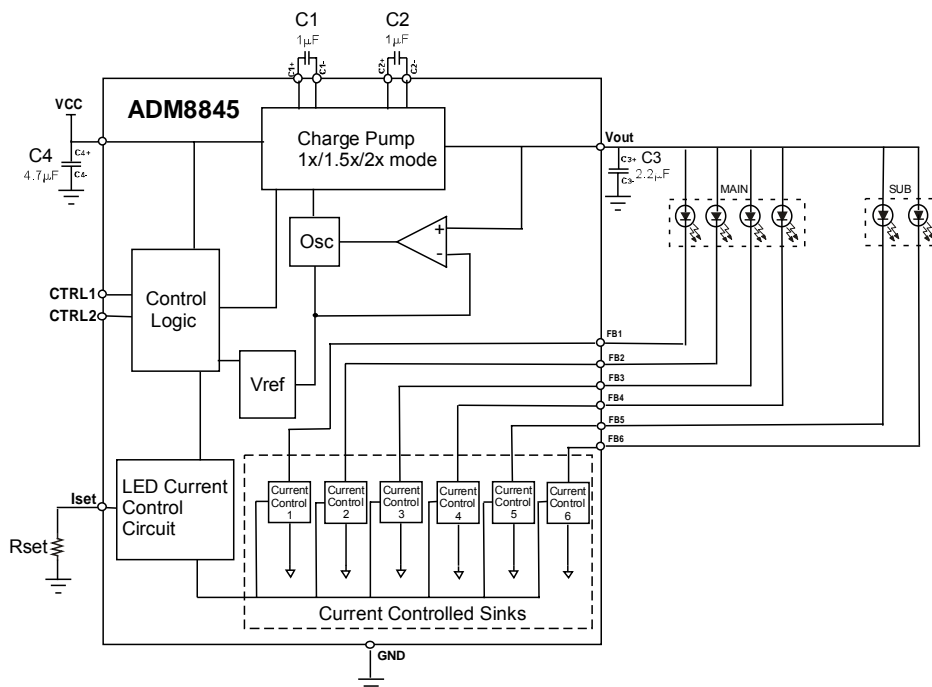 C1
1µF
C2
1µF
C1+
C1-
C2+
C2-
ADM8845
VCC
C4
4.7µF
C4+
C4-
Charge Pump
1x/1.5x/2x mode
Vout
C3+
C3-
C3
2.2µF
MAIN
SUB
Osc
+
-
CTRL1
CTRL2
Control
Logic
Vref
FB1
FB2
FB3
FB4
FB5
FB6
Iset
Rset
LED Current
Control
Circuit
Current
Control
1
Current
Control
2
Current
Control
3
Current
Control
4
Current
Control
5
Current
Control
6
Current Controlled Sinks
GND